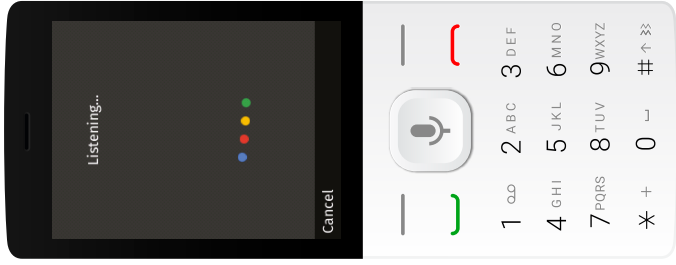 Listening...
Cancel
1
2 ABC
3 DEF
4 GHI
5 JKL
6 MNO
7 PQRS
8 TUV
9 WXYZ
* +
0 ⎵
# ↑